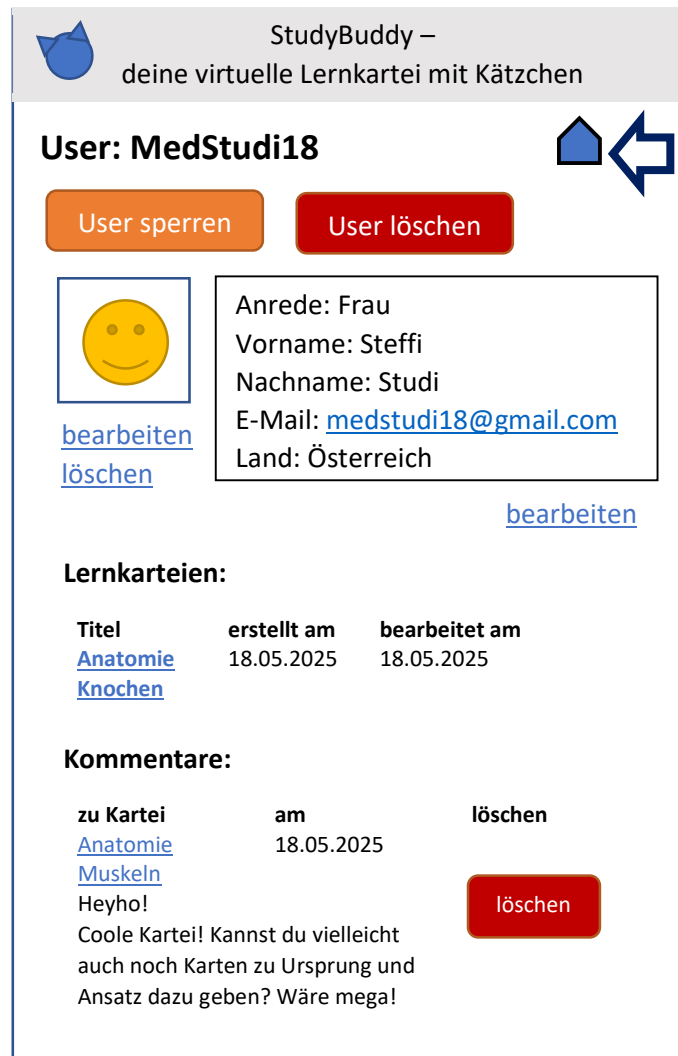 StudyBuddy –
deine virtuelle Lernkartei mit Kätzchen
User: MedStudi18
User sperren
User löschen
bearbeiten
löschen
Anrede: Frau
Vorname: Steffi
Nachname: Studi
E-Mail: medstudi18@gmail.com
Land: Österreich
bearbeiten
Lernkarteien:
Titel erstellt am bearbeitet am
Anatomie 18.05.2025 18.05.2025
Knochen
Kommentare:
zu Kartei am löschen
Anatomie 18.05.2025
Muskeln
Heyho!
Coole Kartei! Kannst du vielleicht
auch noch Karten zu Ursprung und
Ansatz dazu geben? Wäre mega!
löschen